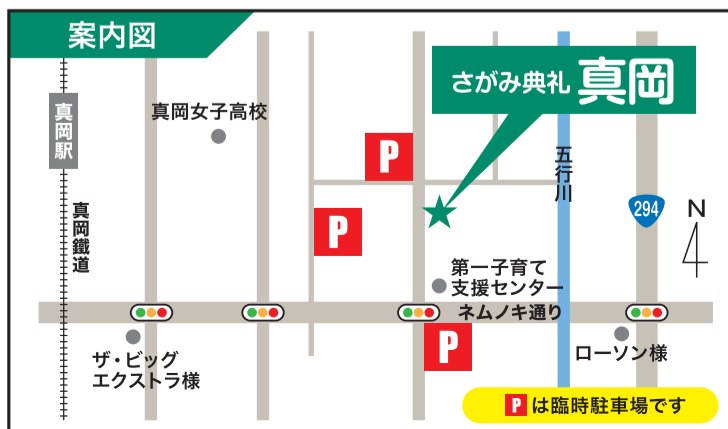 案内図
さがみ典礼 真岡
真岡女子高校
真岡駅
真岡鐵道
P
P
五行川
294
N
第一子育て
支援センター
ネムノキ通り
P
ザ・ビッグ
エクストラ様
ローソン様
Pは臨時駐車場です